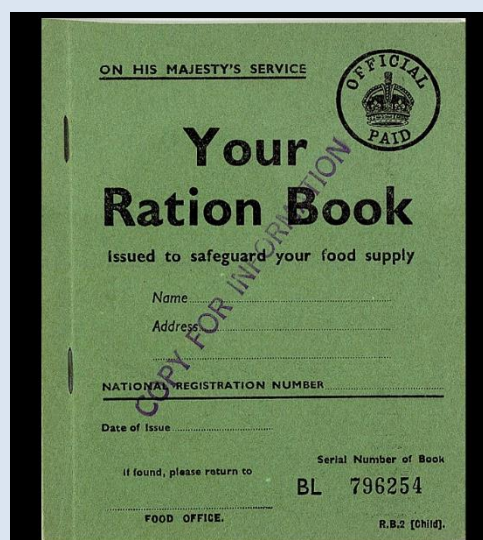 ON HIS MAJESTY'S SERVICE
OFFICIAL
PAID
Your
Ration Book
Issued to safeguard your food supply
Name
Address
NATIONAL REGISTRATION NUMBER
Date of Issue
If found, please return to
FOOD OFFICE.
Serial Number of Book
BL 796254
R.B.2 [Child].
COPY FOR INFORMATION